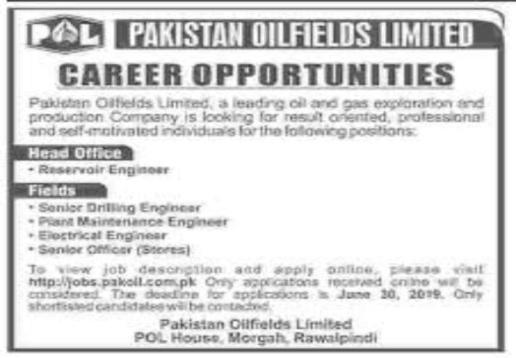 POL PAKISTAN OILFIELDS LIMITED
CAREER OPPORTUNITIES
Pakistan Oilfields Limited, a leading oil and gas exploration and
production Company is looking for result oriented, professional
and self-motivated individuals for the following positions:
Head Office
• Reservoir Engineer
Fields
• Senior Drilling Engineer
• Plant Maintenance Engineer
• Electrical Engineer
• Senior Officer (Stores)
To view job description and apply online, please visit
http://jobs.pakoil.com.pk Only applications received online will be
considered. The deadline for applications is June 30, 2019. Only
shortlisted candidates will be contacted.
Pakistan Oilfields Limited
POL House, Morgah, Rawalpindi